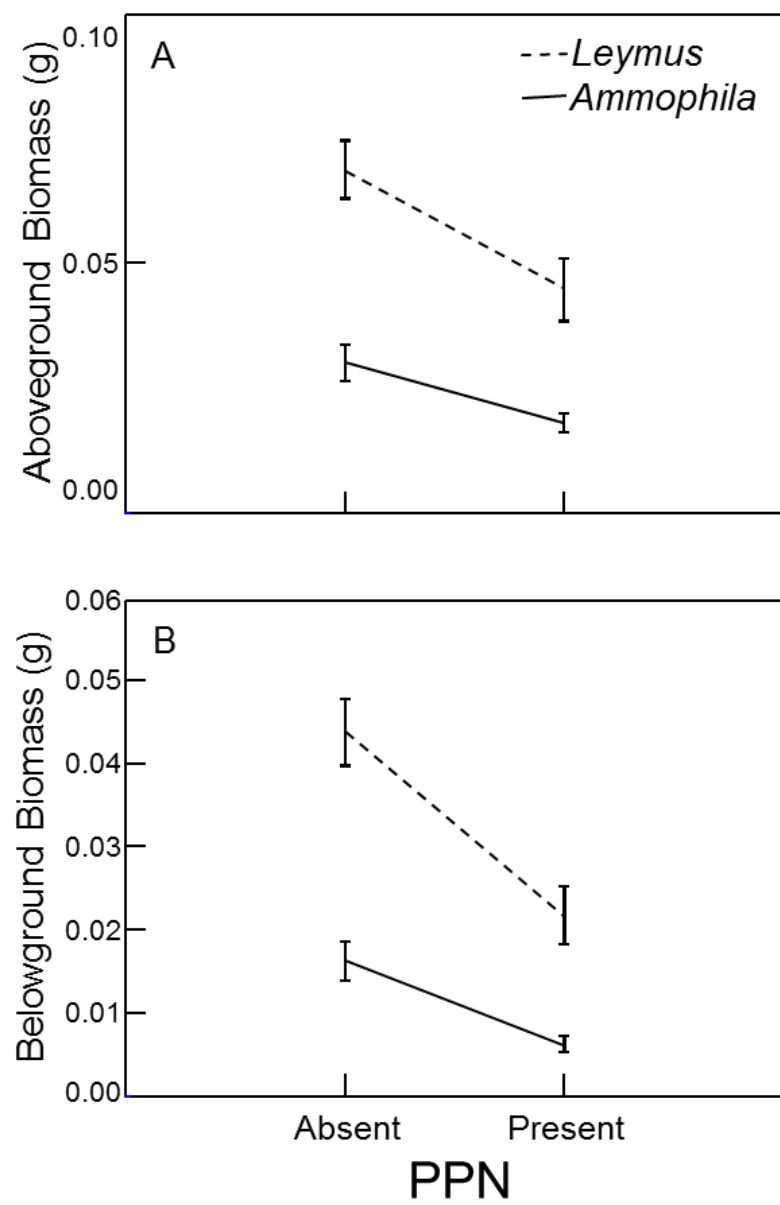 Aboveground Biomass (g)
0.10
0.05
0.00
A
Leymus
Ammophila
Belowground Biomass (g)
0.06
0.05
0.04
0.03
0.02
0.01
0.00
B
Absent
Present
PPN